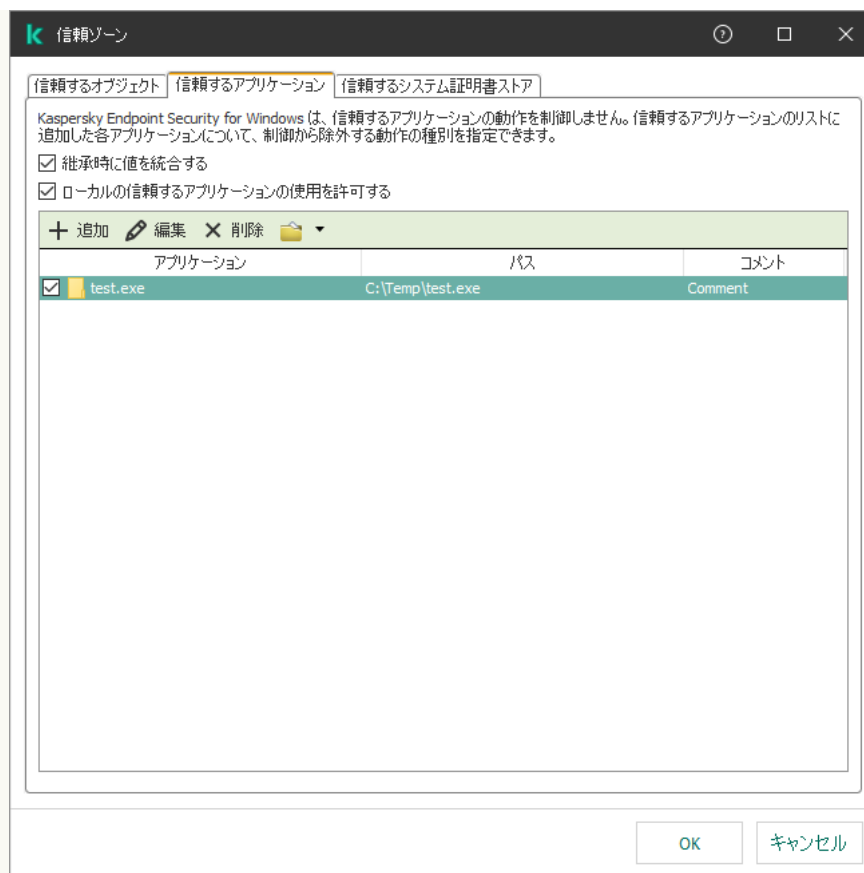 信頼ゾーン
信頼するオブジェクト 信頼するアプリケーション 信頼するシステム証明書ストア
Kaspersky Endpoint Security for Windows は、信頼するアプリケーションの動作を制御しません。信頼するアプリケーションのリストに
追加した各アプリケーションについて、制御から除外する動作の種別を指定できます。
継承時に値を統合する
ローカルの信頼するアプリケーションの使用を許可する
追加 編集 削除
アプリケーション パス コメント
test.exe C:\Temp\test.exe Comment
OK キャンセル